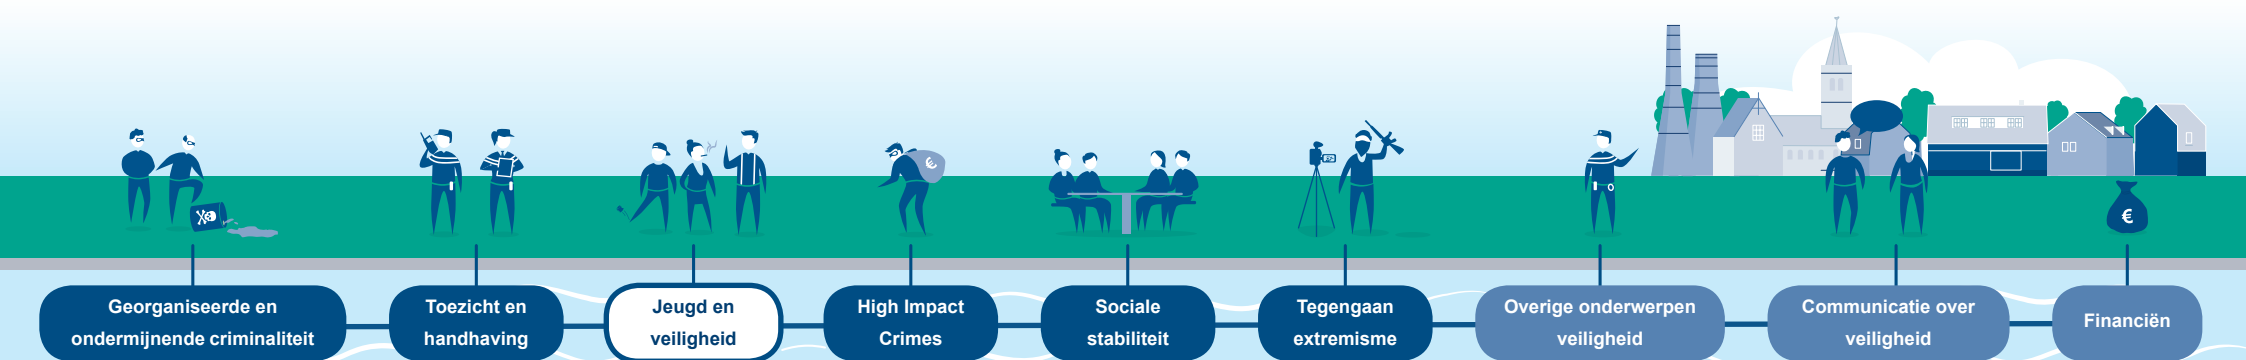 €
€
Georganiseerde en
ondermijnende criminaliteit
Toezicht en
handhaving
Jeugd en
veiligheid
High Impact
Crimes
Sociale
stabiliteit
Tegengaan
extremisme
Overige onderwerpen
veiligheid
Communicatie over
veiligheid
Financiën